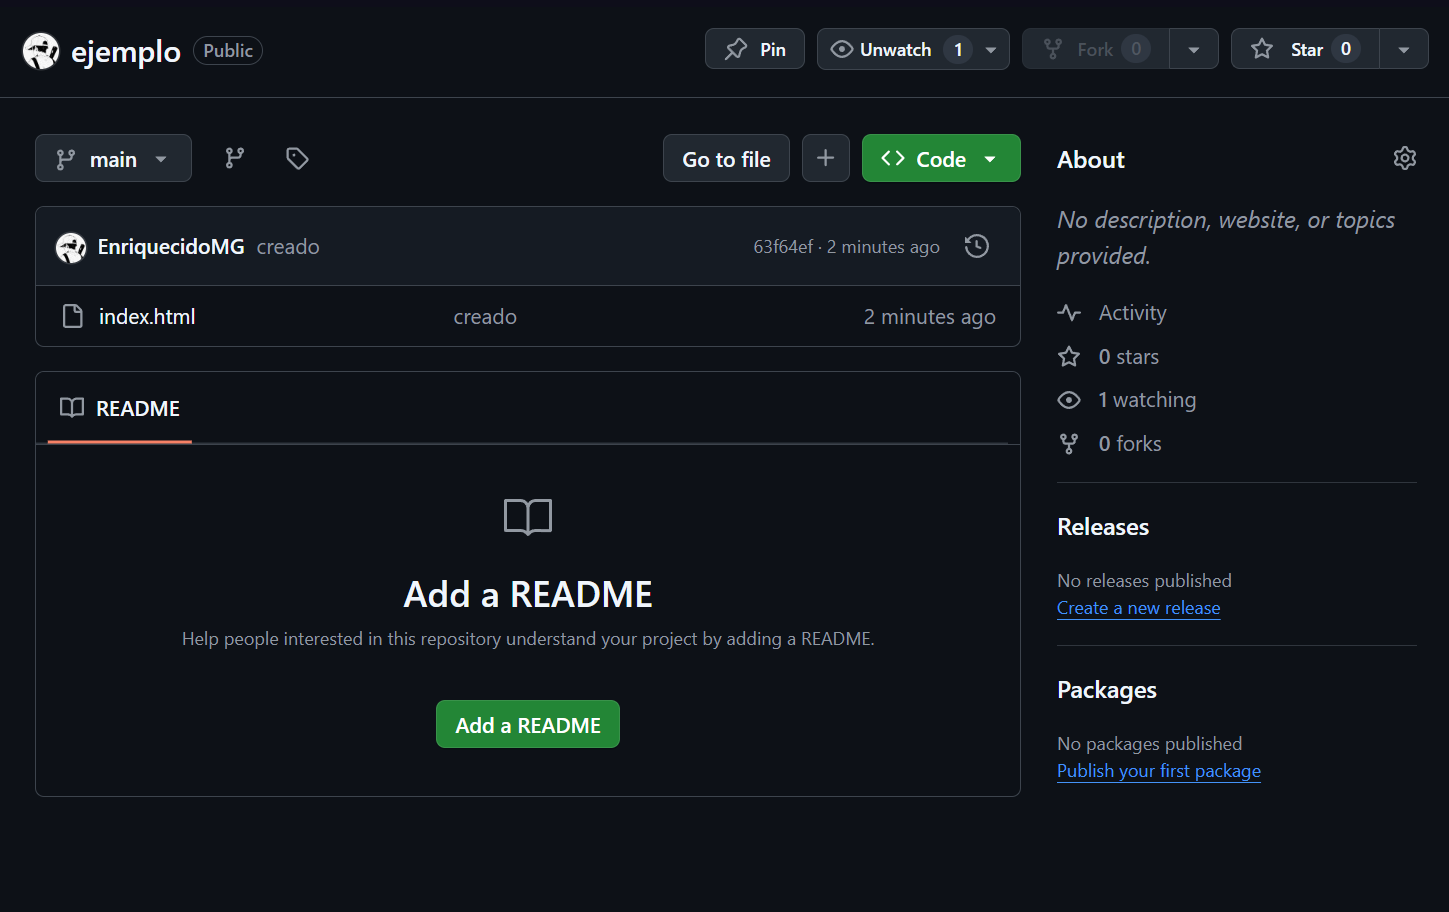 ejemplo Public Pin Unwatch 1 Fork 0 Star 0
main Go to file Code
EnriquecidoMG creado 63f64ef · 2 minutes ago
index.html creado 2 minutes ago
README
Add a README
Help people interested in this repository understand your project by adding a README.
Add a README
About
No description, website, or topics
provided.
Activity
0 stars
1 watching
0 forks
Releases
No releases published
Create a new release
Packages
No packages published
Publish your first package